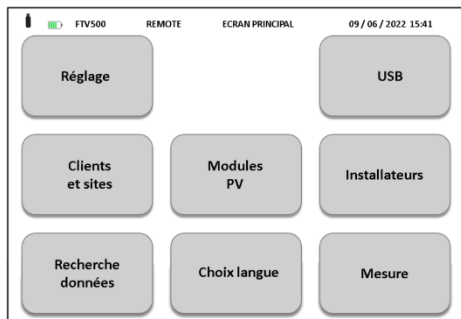 FTV500 REMOTE ECRAN PRINCIPAL 09 / 06 / 2022 15:41
Réglage
USB
Clients
et sites
Modules
PV
Installateurs
Recherche
données
Choix langue
Mesure